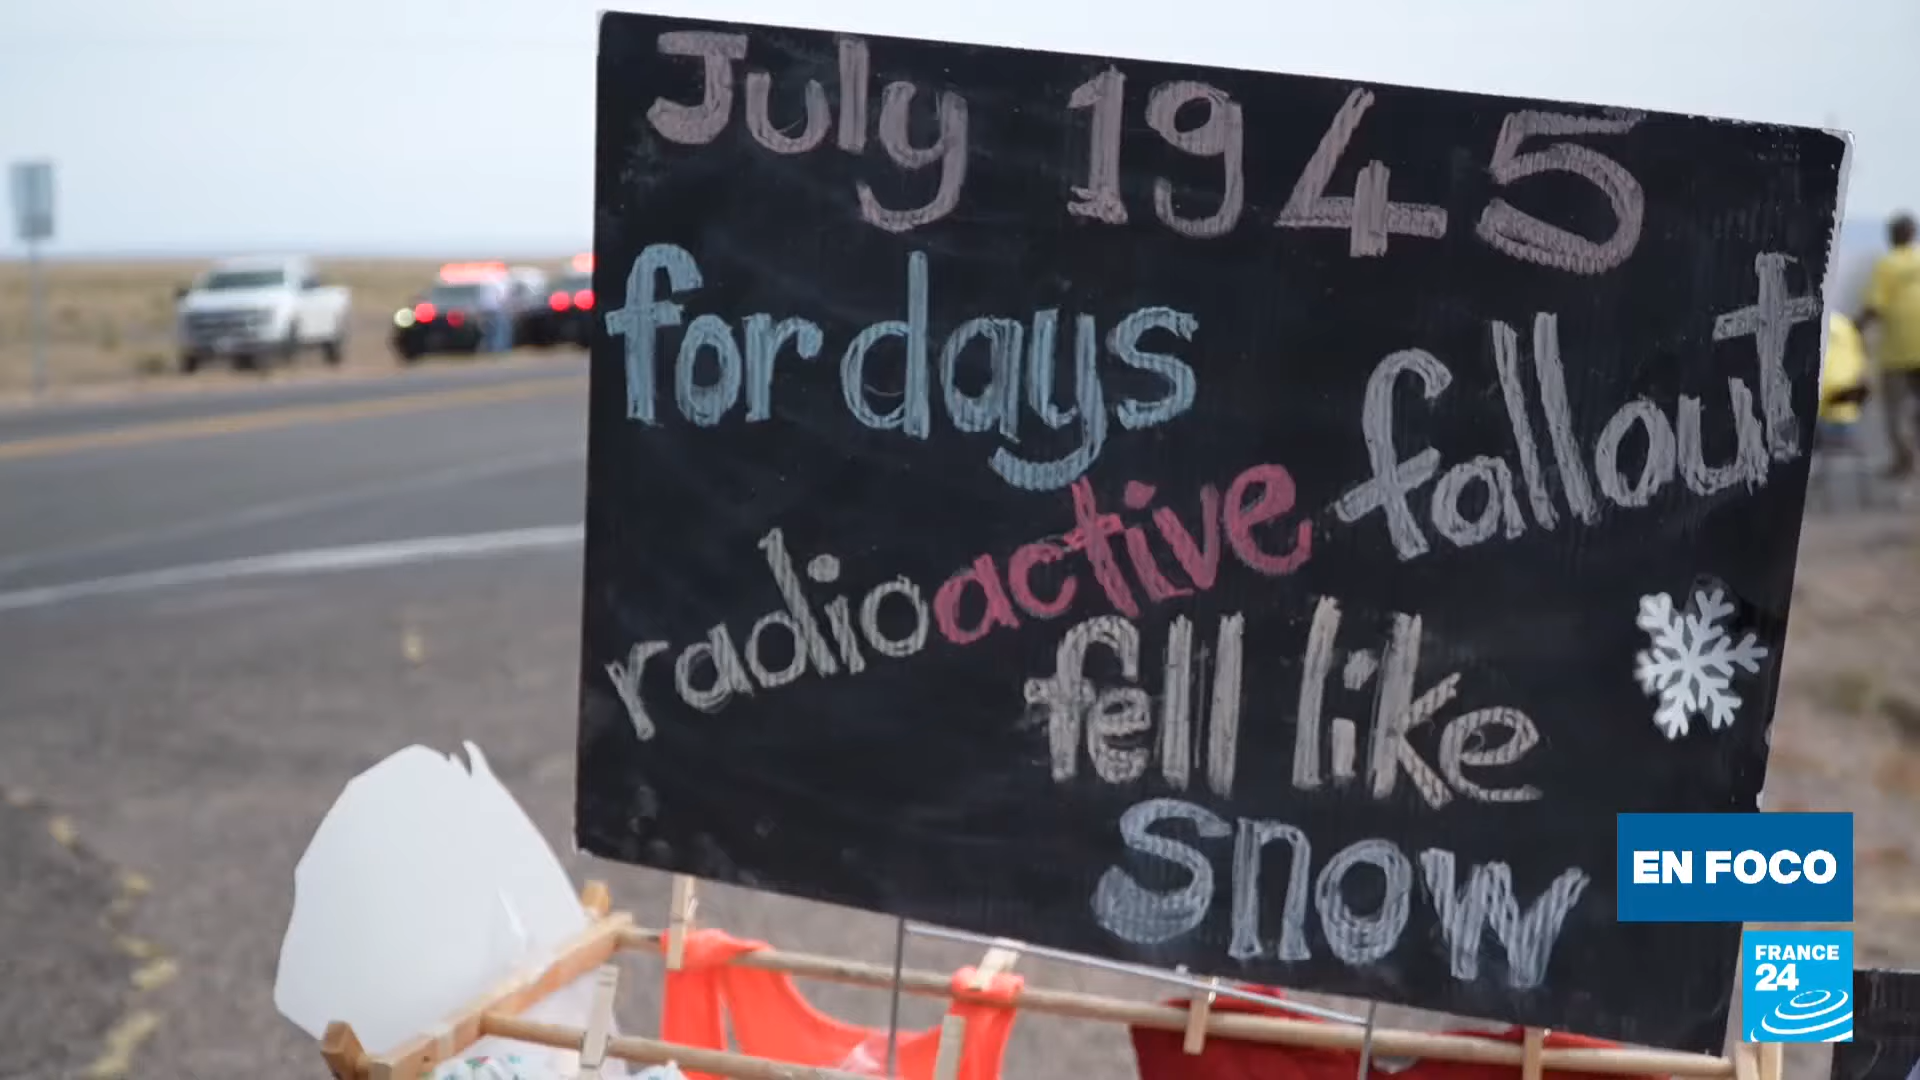 July 1945
for days
radioactive fallout
fell like
snow
EN FOCO
FRANCE
24